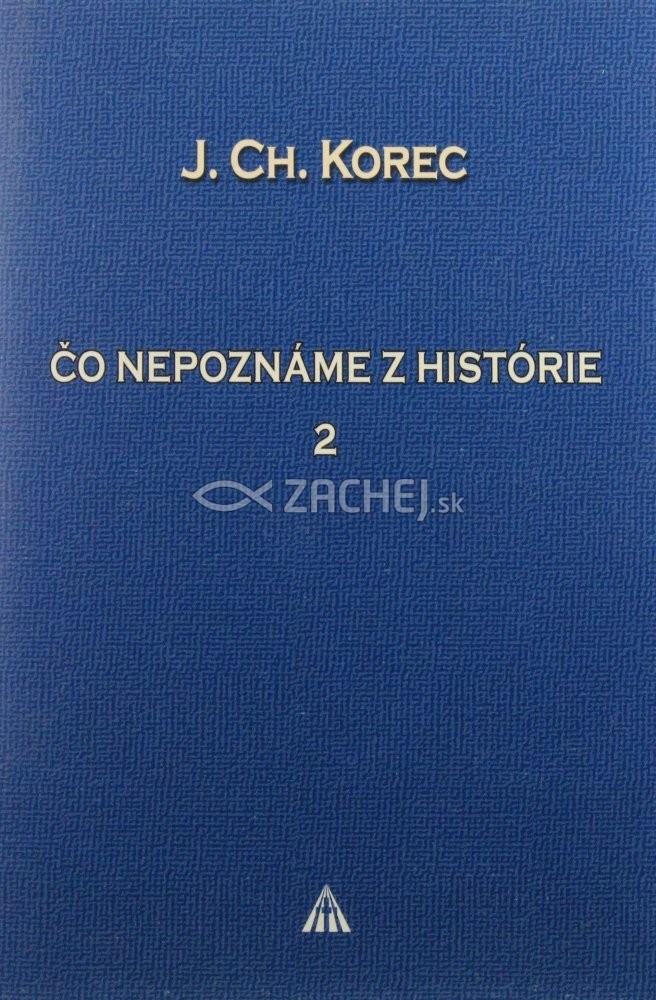 J. CH. KOREC
ČO NEPOZNÁME Z HISTÓRIE
2
ZACHEJ.sk